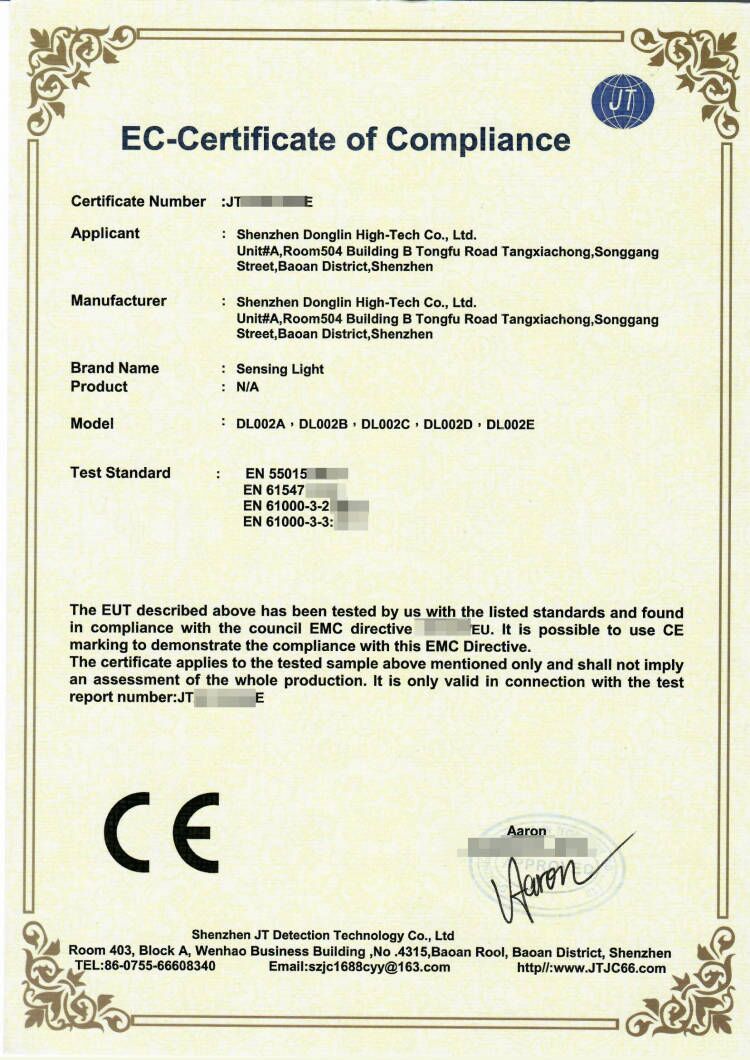 JT
EC-Certificate of Compliance
Certificate Number :JT E
Applicant : Shenzhen Donglin High-Tech Co., Ltd.
Unit#A,Room504 Building B Tongfu Road Tangxiachong,Songgang
Street,Baoan District,Shenzhen
Manufacturer : Shenzhen Donglin High-Tech Co., Ltd.
Unit#A,Room504 Building B Tongfu Road Tangxiachong,Songgang
Street,Baoan District,Shenzhen
Brand Name : Sensing Light
Product : N/A
Model : DL002A，DL002B，DL002C，DL002D，DL002E
Test Standard : EN 55015
EN 61547
EN 61000-3-2
EN 61000-3-3:
The EUT described above has been tested by us with the listed standards and found
in compliance with the council EMC directive EU. It is possible to use CE
marking to demonstrate the compliance with this EMC Directive.
The certificate applies to the tested sample above mentioned only and shall not imply
an assessment of the whole production. It is only valid in connection with the test
report number:JT E
CE
Aaron
APPROVED
Aaron
Shenzhen JT Detection Technology Co., Ltd
Room 403, Block A, Wenhao Business Building ,No .4315,Baoan Rool, Baoan District, Shenzhen
TEL:86-0755-66608340 Email:szjc1688cyy@163.com http//:www.JTJC66.com